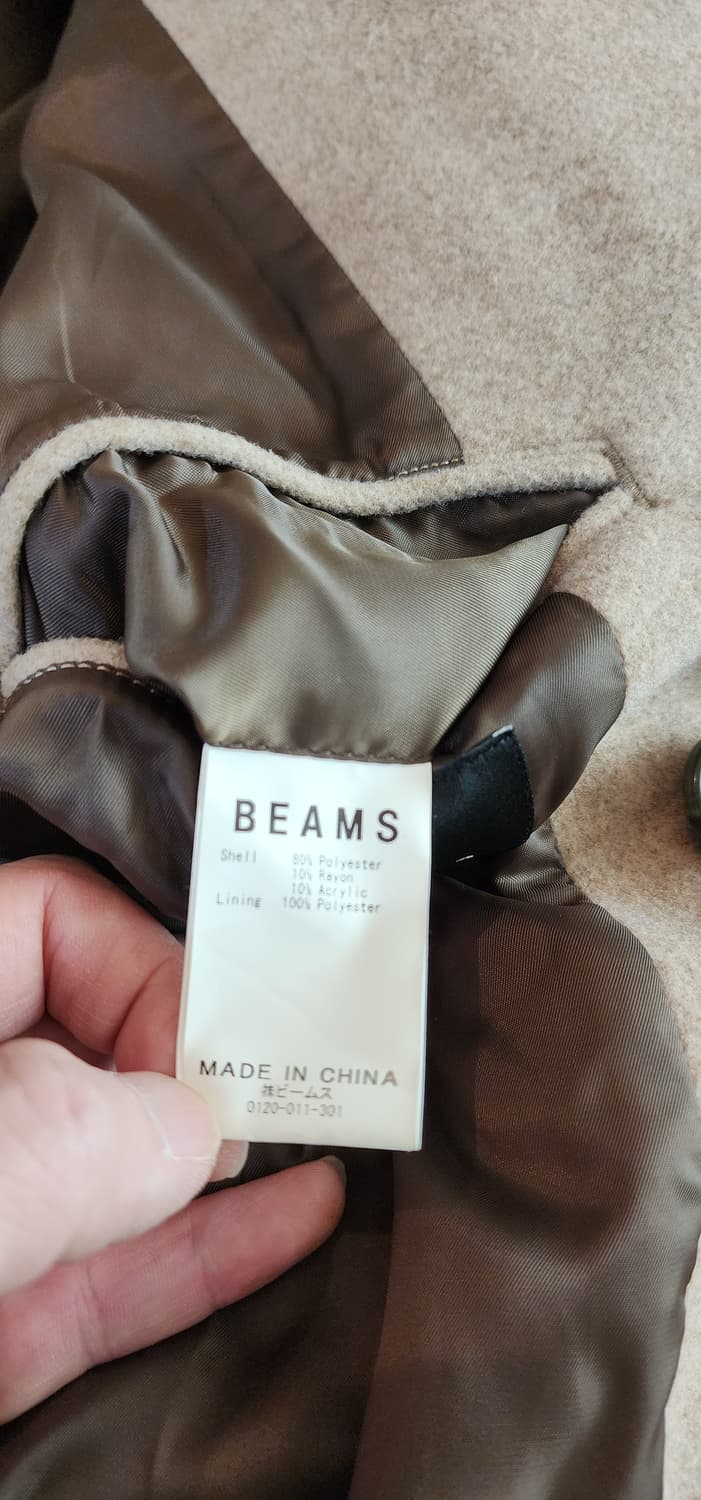 BEAMS
Shell 80% Polyester
10% Rayon
10% Acrylic
Lining 100% Polyester
MADE IN CHINA
㈱ビームス
0120-011-301